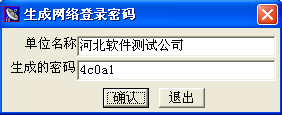 生成网络登录密码
单位名称 河北软件测试公司
生成的密码 4c0a1
确认 退出